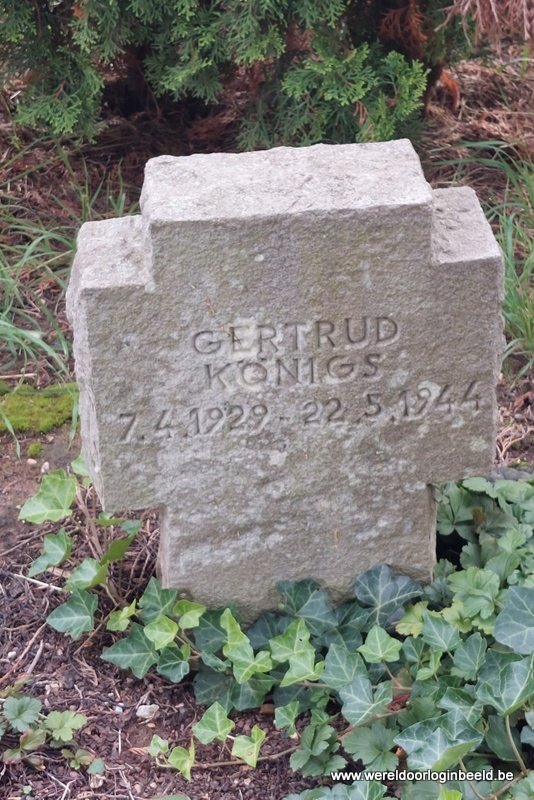 GERTRUD
KÖNIGS
7.4.1929 - 22.5.1944
www.wereldoorloginbeeld.be